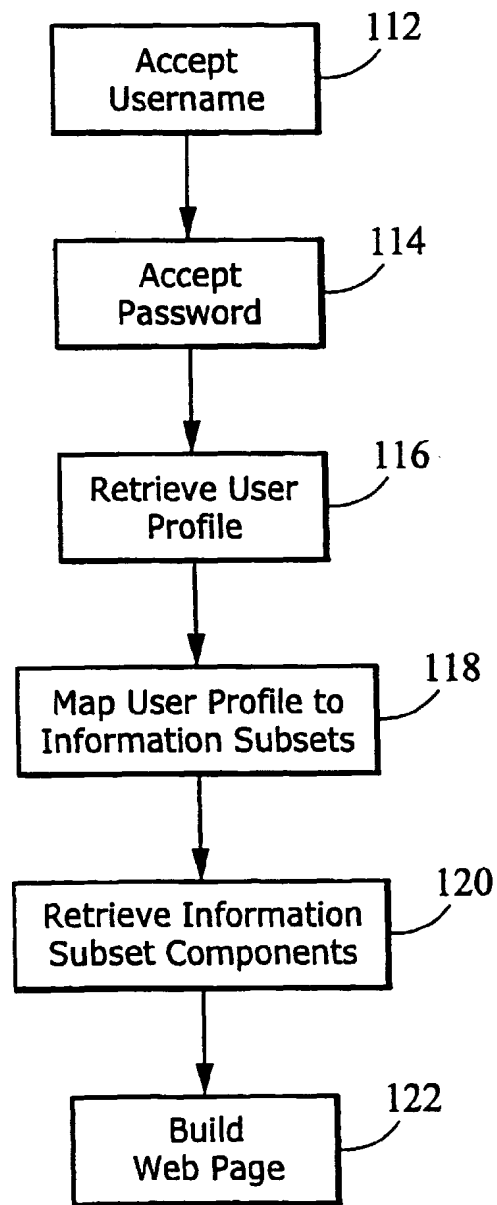 112
Accept
Username
114
Accept
Password
116
Retrieve User
Profile
118
Map User Profile to
Information Subsets
120
Retrieve Information
Subset Components
122
Build
Web Page